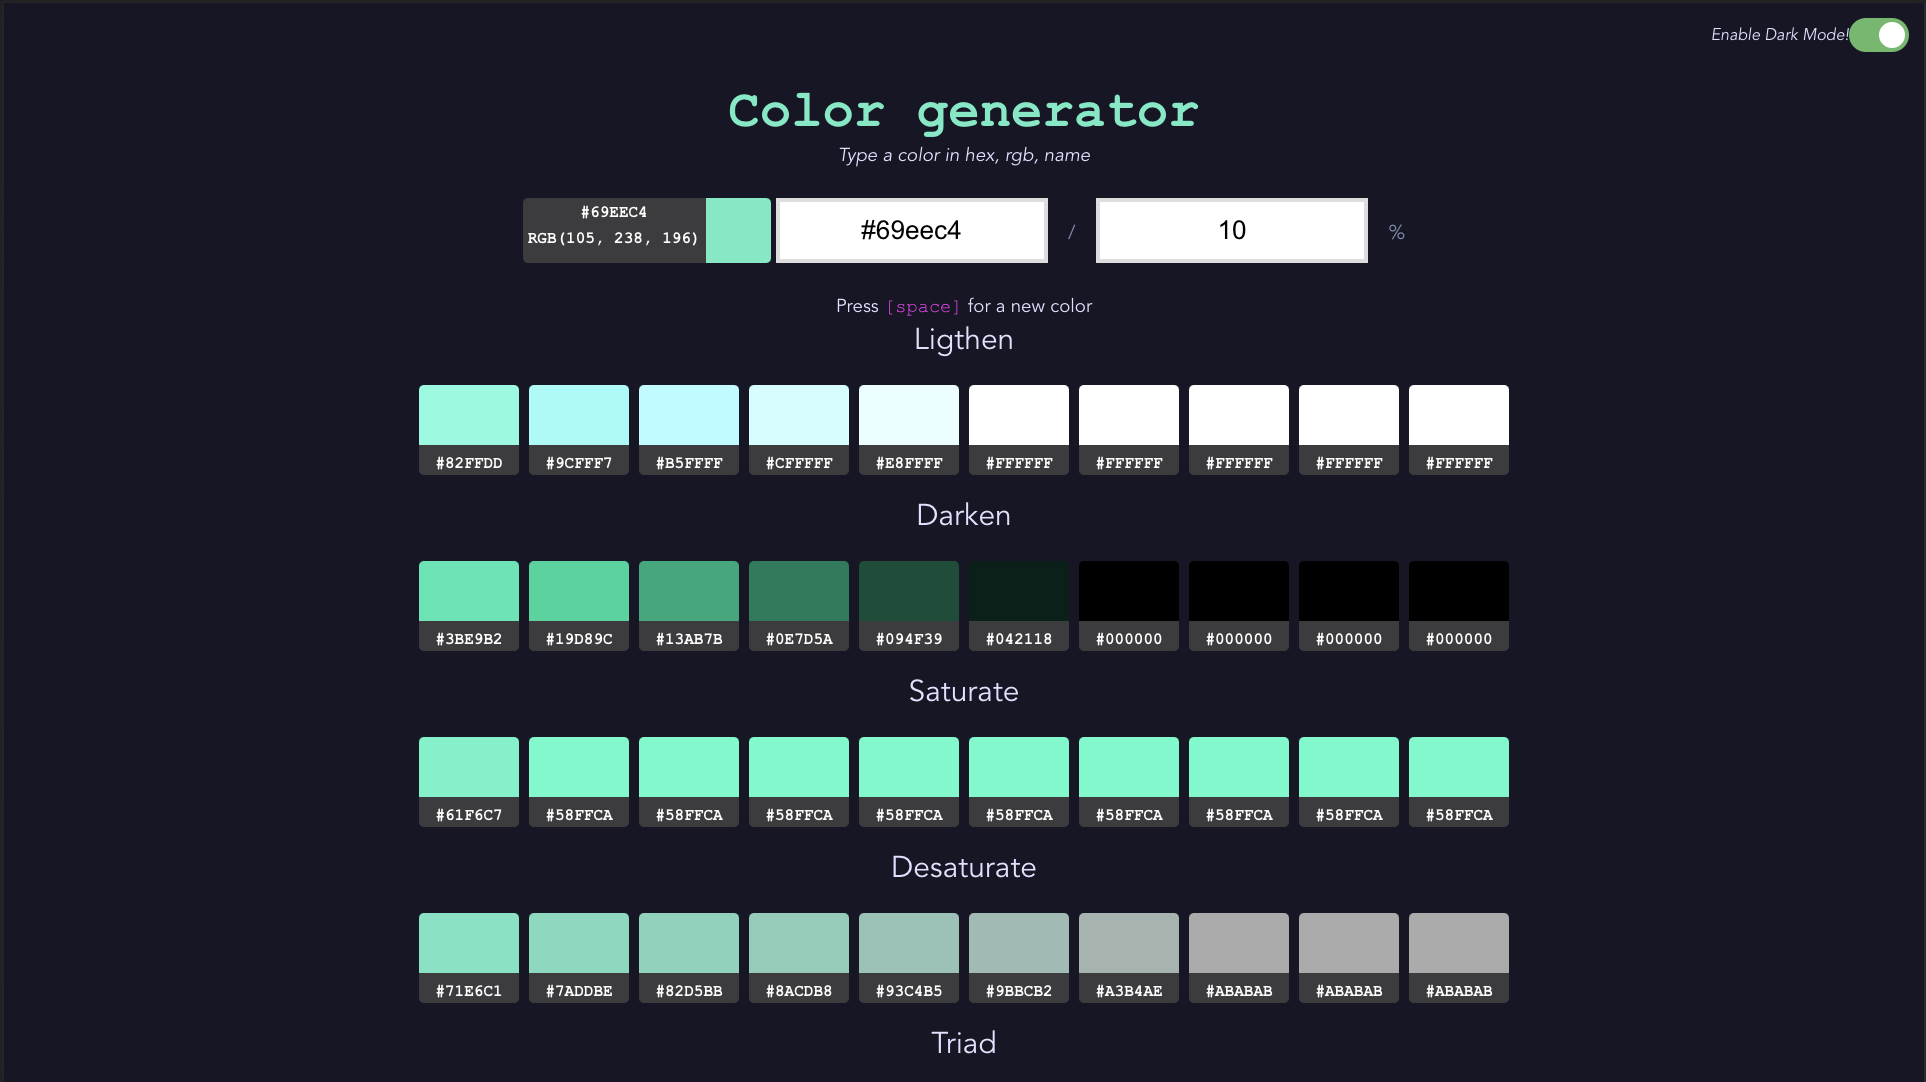 Enable Dark Mode!
Color generator
Type a color in hex, rgb, name
#69EEC4
RGB(105, 238, 196)
#69eec4 / 10 %
Press [space] for a new color
Ligthen
#82FFDD #9CFFF7 #B5FFFF #CFFFFF #E8FFFF #FFFFFF #FFFFFF #FFFFFF #FFFFFF #FFFFFF
Darken
#3BE9B2 #19D89C #13AB7B #0E7D5A #094F39 #042118 #000000 #000000 #000000 #000000
Saturate
#61F6C7 #58FFCA #58FFCA #58FFCA #58FFCA #58FFCA #58FFCA #58FFCA #58FFCA #58FFCA
Desaturate
#71E6C1 #7ADDBE #82D5BB #8ACDB8 #93C4B5 #9BBCB2 #A3B4AE #ABABAB #ABABAB #ABABAB
Triad